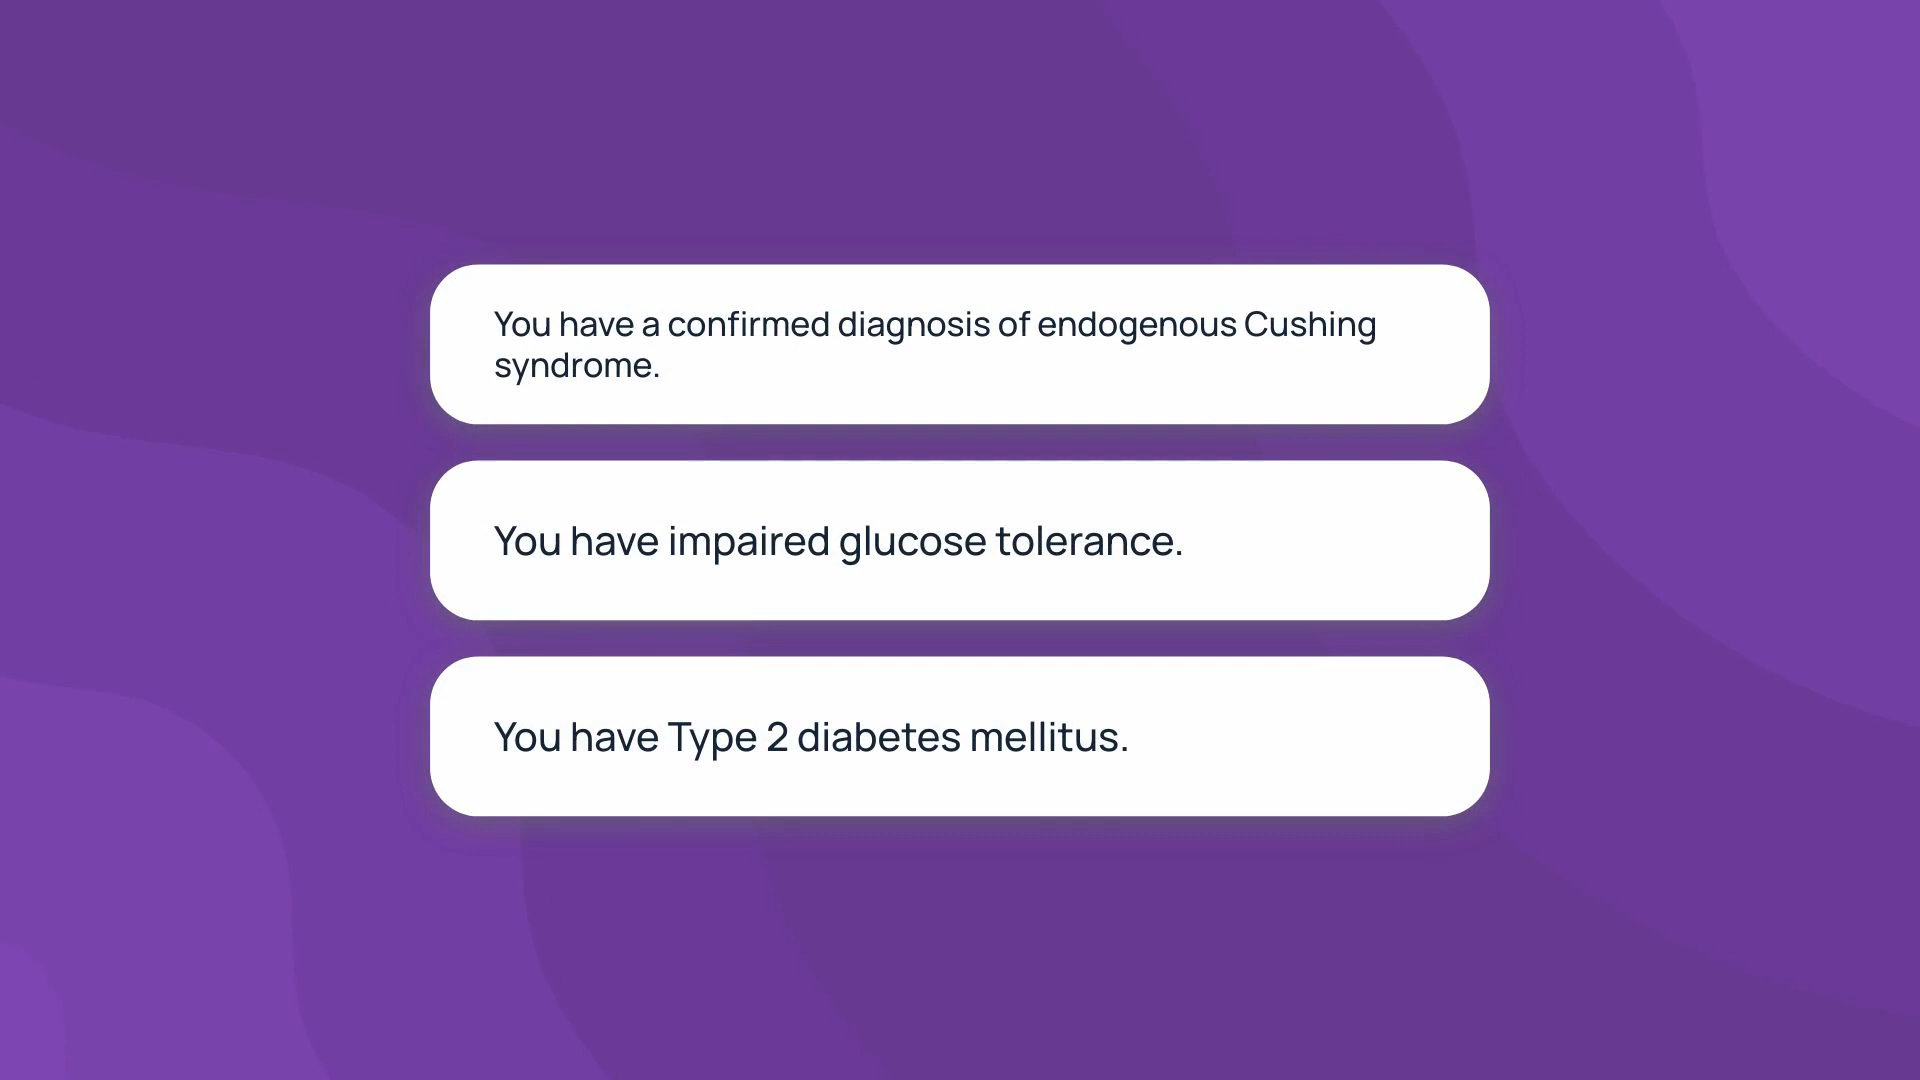 You have a confirmed diagnosis of endogenous Cushing
syndrome.
You have impaired glucose tolerance.
You have Type 2 diabetes mellitus.